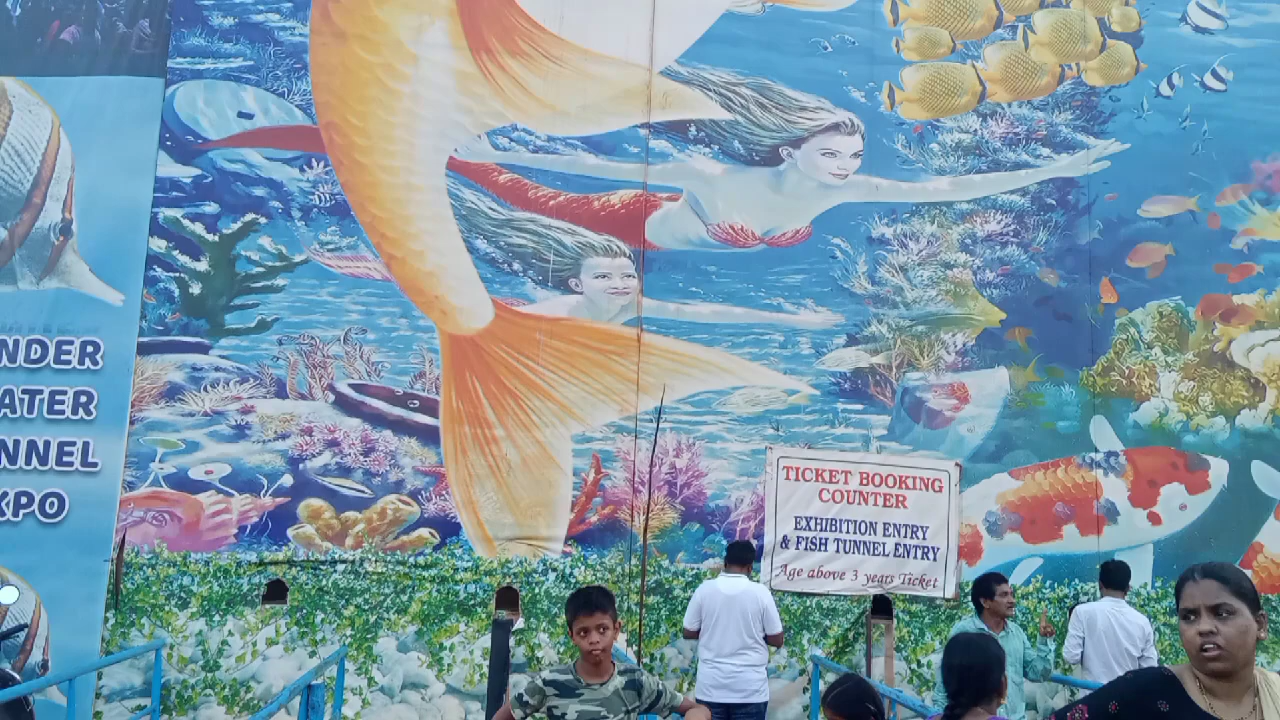 NDER
ATER
NNEL
XPO
TICKET BOOKING
COUNTER
EXHIBITION ENTRY
& FISH TUNNEL ENTRY
Age above 3 years Ticket